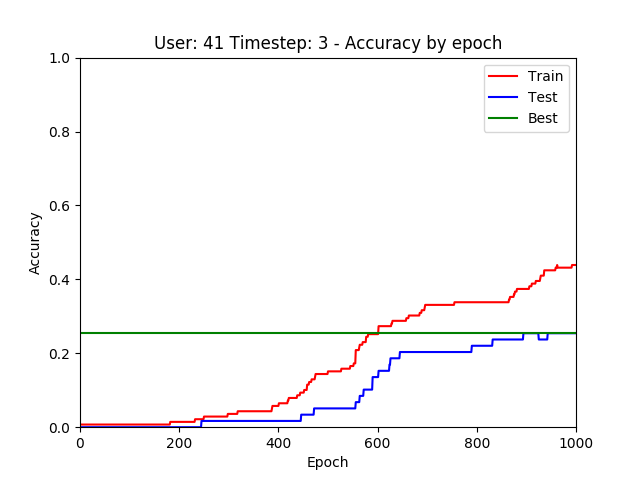 User: 41 Timestep: 3 - Accuracy by epoch
1.0
0.8
0.6
0.4
0.2
0.0
Accuracy
Train
Test
Best
0 200 400 600 800 1000
Epoch